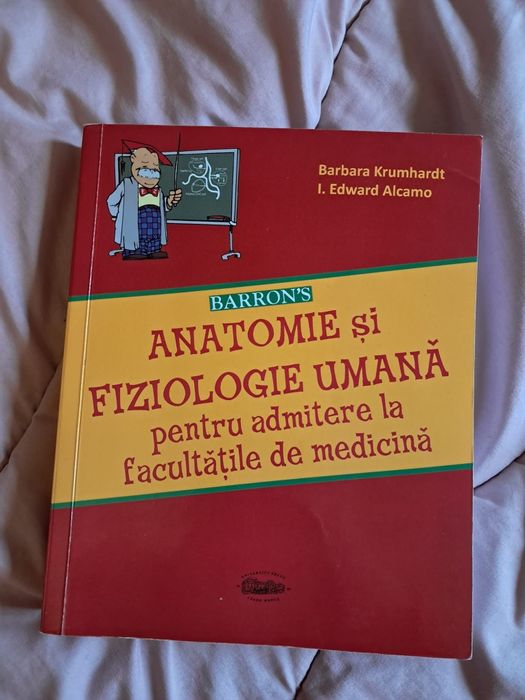 Barbara Krumhardt
I. Edward Alcamo
BARRON'S
ANATOMIE și
FIZIOLOGIE UMANĂ
pentru admitere la
facultățile de medicină